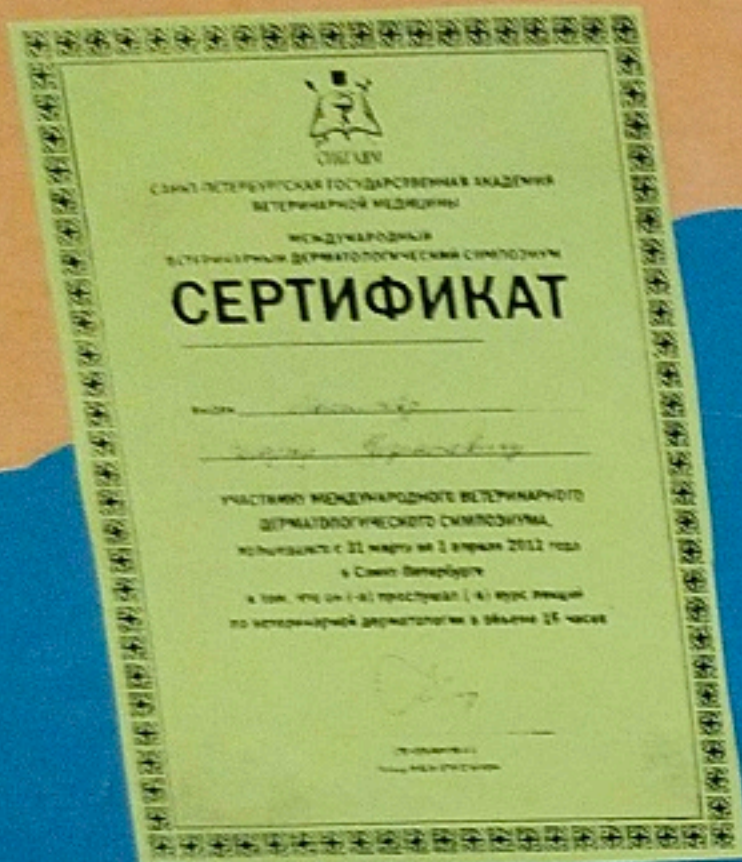 СПбГАВМ
САНКТ-ПЕТЕРБУРГСКАЯ ГОСУДАРСТВЕННАЯ АКАДЕМИЯ
ВЕТЕРИНАРНОЙ МЕДИЦИНЫ
МЕЖДУНАРОДНЫЙ
ВЕТЕРИНАРНЫЙ ДЕРМАТОЛОГИЧЕСКИЙ СИМПОЗИУМ
СЕРТИФИКАТ
выдан
УЧАСТНИКУ МЕЖДУНАРОДНОГО ВЕТЕРИНАРНОГО
ДЕРМАТОЛОГИЧЕСКОГО СИМПОЗИУМА,
с 31 марта по 1 апреля 2012 года
в Санкт-Петербурге
в том, что он (-а) прослушал (-а) курс лекций
по ветеринарной дерматологии в объеме 16 часов